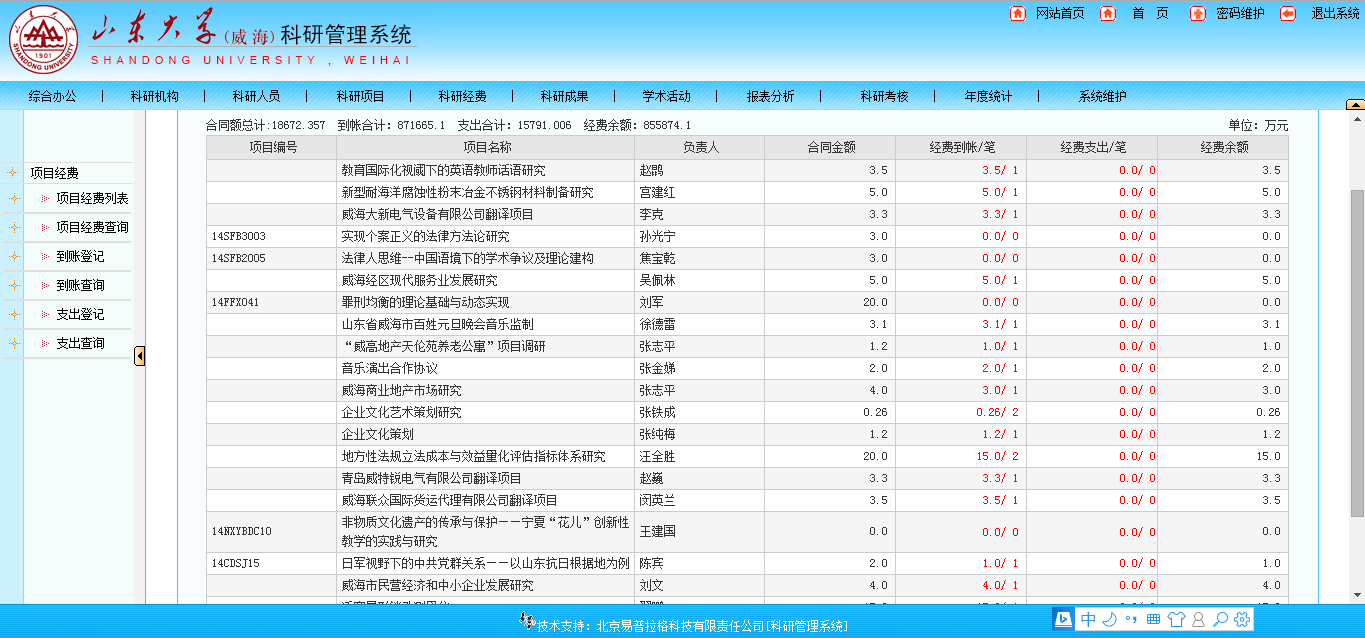 网站首页 首 页 密码维护 退出系统
山东大学(威海)科研管理系统
SHANDONG UNIVERSITY , WEIHAI
1901
SHANDONG UNIVERSITY
综合办公 科研机构 科研人员 科研项目 科研经费 科研成果 学术活动 报表分析 科研考核 年度统计 系统维护
项目经费
项目经费列表
项目经费查询
到账登记
到账查询
支出登记
支出查询
合同额总计:18672.357 到帐合计: 871665.1 支出合计: 15791.006 经费余额: 855874.1 单位: 万元
项目编号 项目名称 负责人 合同金额 经费到帐/笔 经费支出/笔 经费余额
教育国际化视阈下的英语教师话语研究 赵鹊 3.5 3.5/ 1 0.0/ 0 3.5
新型耐海洋腐蚀性粉末冶金不锈钢材料制备研究 宫建红 5.0 5.0/ 1 0.0/ 0 5.0
威海大新电气设备有限公司翻译项目 李克 3.3 3.3/ 1 0.0/ 0 3.3
14SFB3003 实现个案正义的法律方法论研究 孙光宁 3.0 0.0/ 0 0.0/ 0 0.0
14SFB2005 法律人思维--中国语境下的学术争议及理论建构 焦宝乾 3.0 0.0/ 0 0.0/ 0 0.0
威海经区现代服务业发展研究 吴佩林 5.0 5.0/ 1 0.0/ 0 5.0
14FFX041 罪刑均衡的理论基础与动态实现 刘军 20.0 0.0/ 0 0.0/ 0 0.0
山东省威海市百姓元旦晚会音乐监制 徐德雷 3.1 3.1/ 1 0.0/ 0 3.1
“威高地产天伦苑养老公寓”项目调研 张志平 1.2 1.0/ 1 0.0/ 0 1.0
音乐演出合作协议 张金娣 2.0 2.0/ 1 0.0/ 0 2.0
威海商业地产市场研究 张志平 4.0 3.0/ 1 0.0/ 0 3.0
企业文化艺术策划研究 张铁成 0.26 0.26/ 2 0.0/ 0 0.26
企业文化策划 张纯梅 1.2 1.2/ 1 0.0/ 0 1.2
地方性法规立法成本与效益量化评估指标体系研究 汪全胜 20.0 15.0/ 2 0.0/ 0 15.0
青岛威特锐电气有限公司翻译项目 赵巍 3.3 3.3/ 1 0.0/ 0 3.3
威海联众国际货运代理有限公司翻译项目 闵英兰 3.5 3.5/ 1 0.0/ 0 3.5
14NXYBDC10 非物质文化遗产的传承与保护——宁夏“花儿”创新性
教学的实践与研究 王建国 0.0 0.0/ 0 0.0/ 0 0.0
14CDSJ15 日军视野下的中共党群关系——以山东抗日根据地为例 陈宾 2.0 1.0/ 1 0.0/ 0 1.0
威海市民营经济和中小企业发展研究 刘文 4.0 4.0/ 1 0.0/ 0 4.0
技术支持: 北京易普拉格科技有限责任公司[科研管理系统]
中